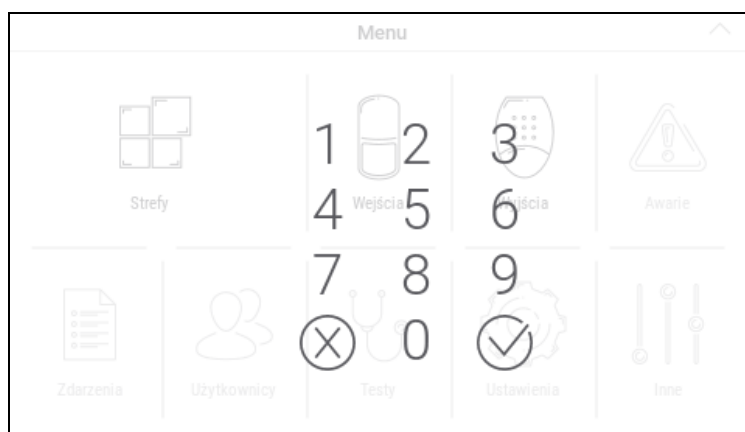 Menu
1 2 3
Strefy Wejścia Wyjścia Awarie
4 5 6
7 8 9
0
Zdarzenia Użytkownicy Testy Ustawienia Inne